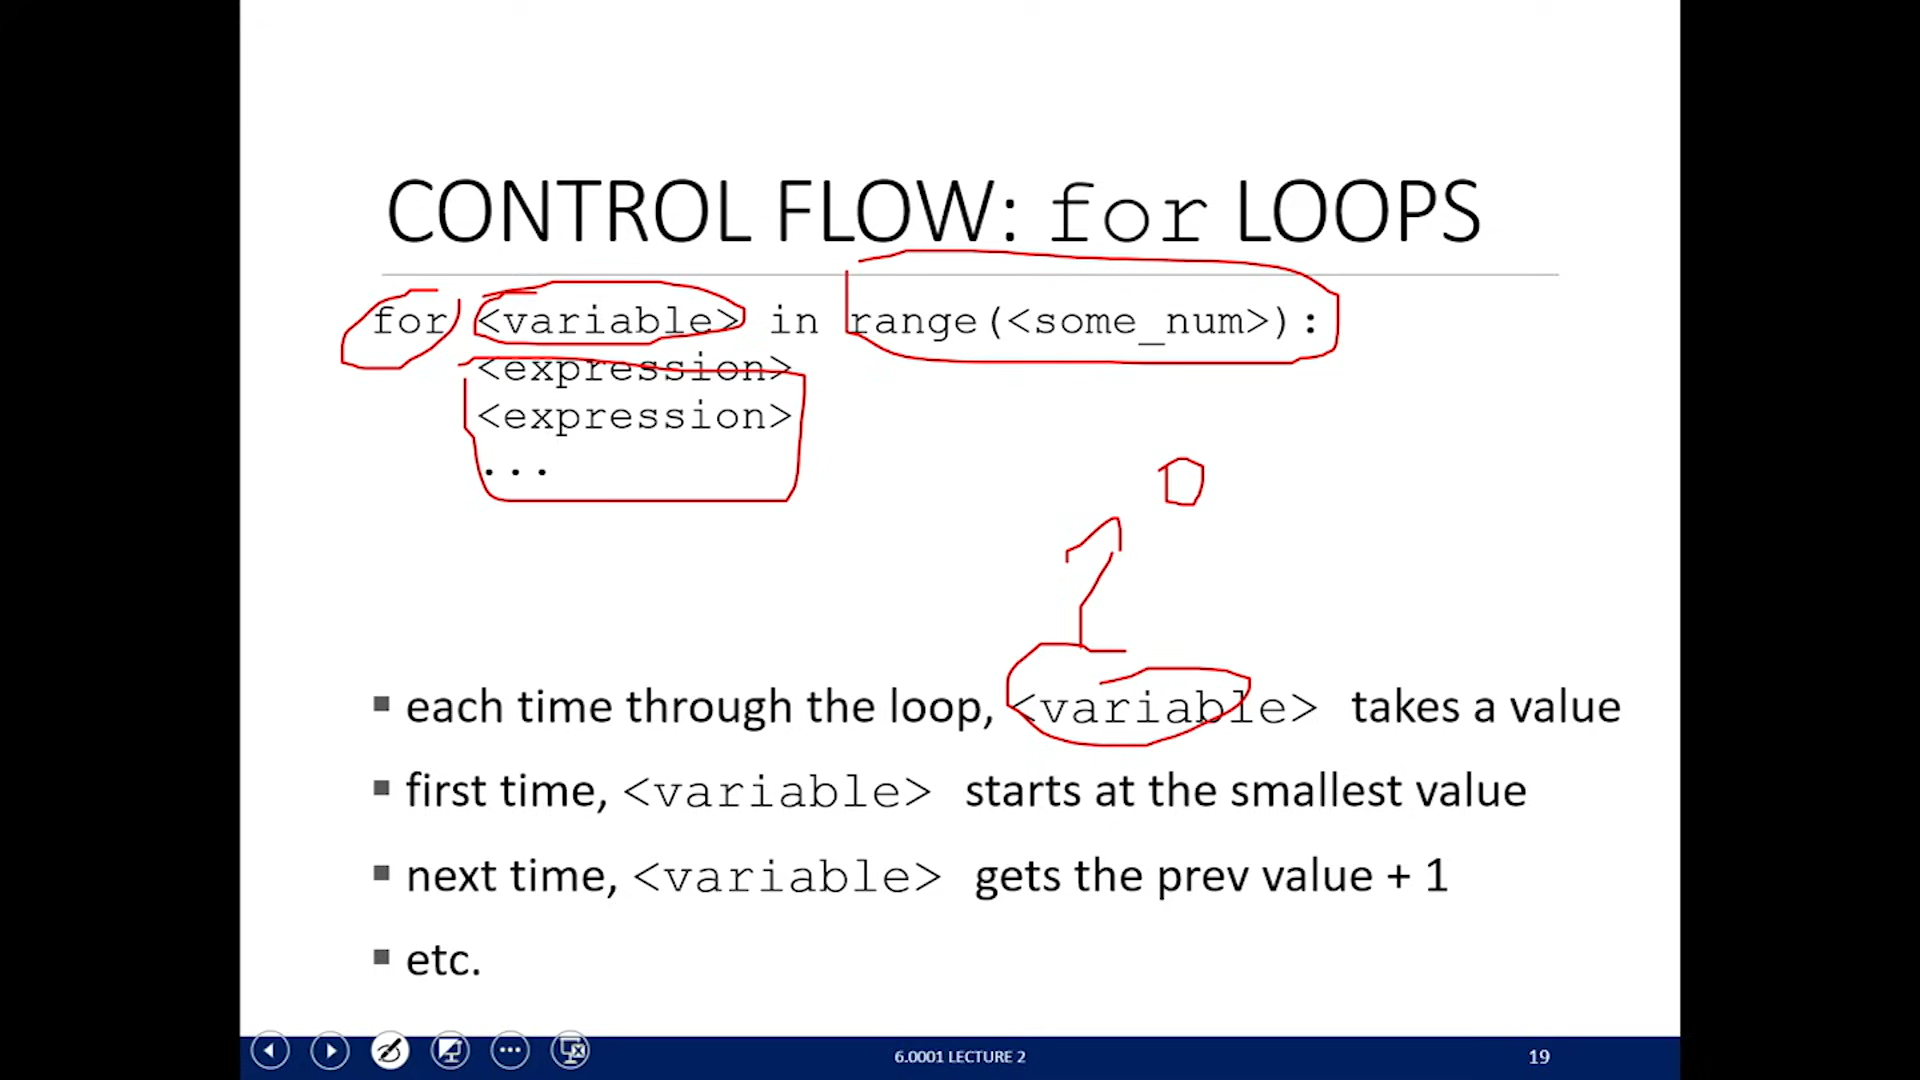 CONTROL FLOW: for LOOPS
for <variable> in range(<some_num>):
<expression>
<expression>
...
0
▪ each time through the loop, <variable> takes a value
▪ first time, <variable> starts at the smallest value
▪ next time, <variable> gets the prev value + 1
▪ etc.
6.0001 LECTURE 2
19